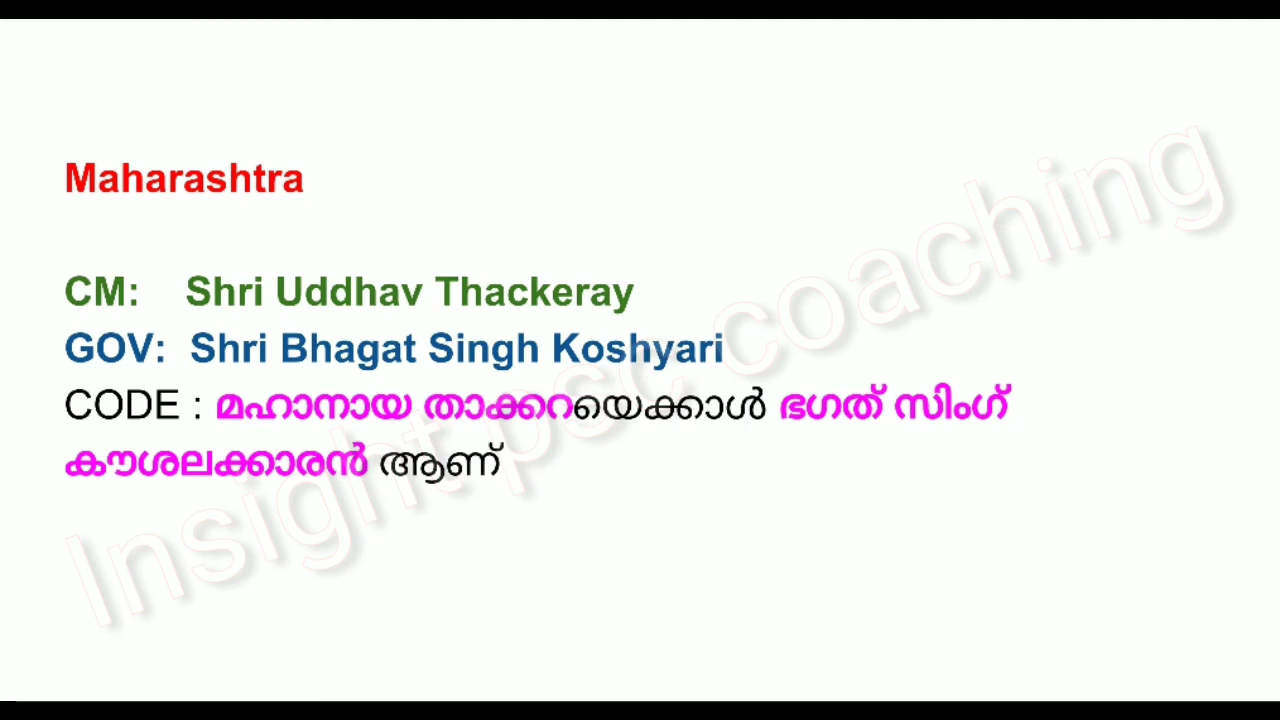 Maharashtra
CM: Shri Uddhav Thackeray
GOV: Shri Bhagat Singh Koshyari
CODE : മഹാനായ താക്കറയെക്കാൾ ഭഗത് സിംഗ്
കൗശലക്കാരൻ ആണ്
Insight psc coaching